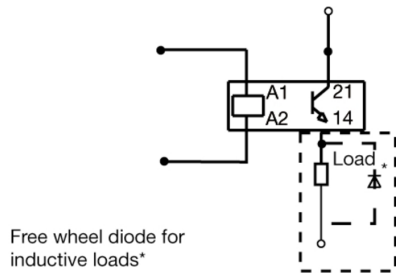 A1
21
A2
14
Load
*
Free wheel diode for
inductive loads*